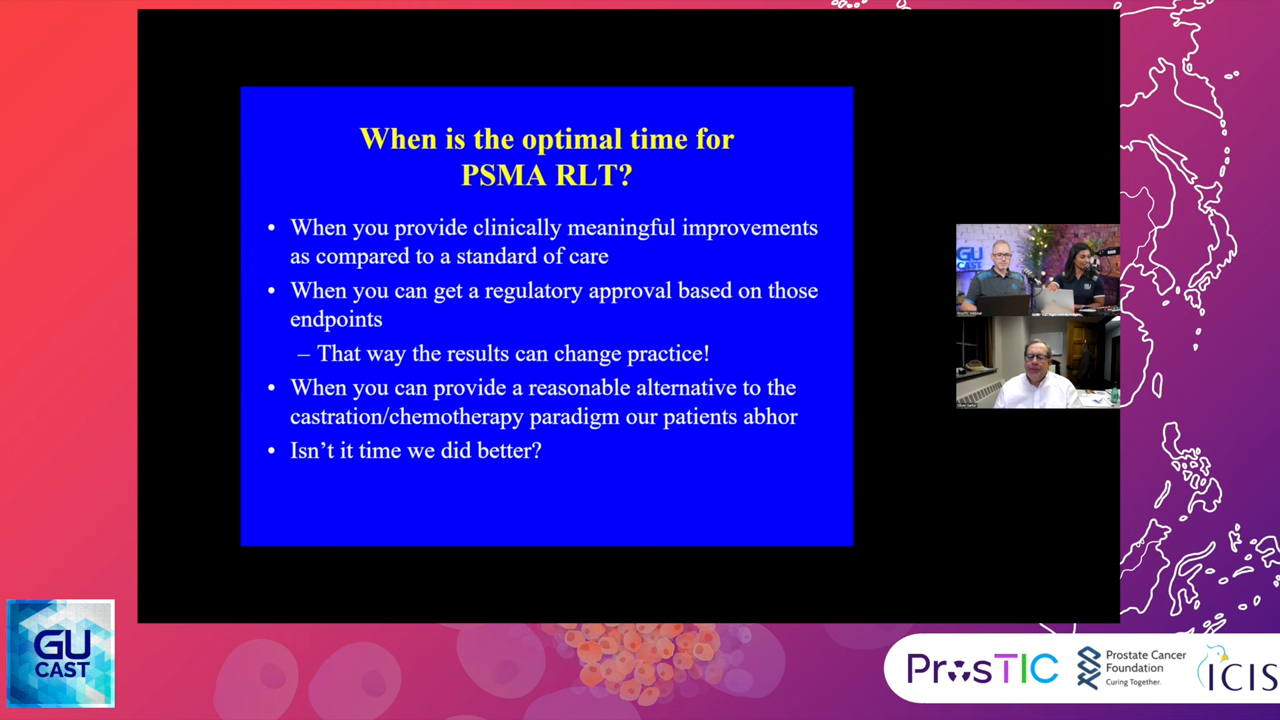 When is the optimal time for
PSMA RLT?
• When you provide clinically meaningful improvements
as compared to a standard of care
• When you can get a regulatory approval based on those
endpoints
– That way the results can change practice!
• When you can provide a reasonable alternative to the
castration/chemotherapy paradigm our patients abhor
• Isn’t it time we did better?
GU
CAST
GU
CAST
ProsTIC
Prostate Cancer
Foundation
Curing Together.
ICIS